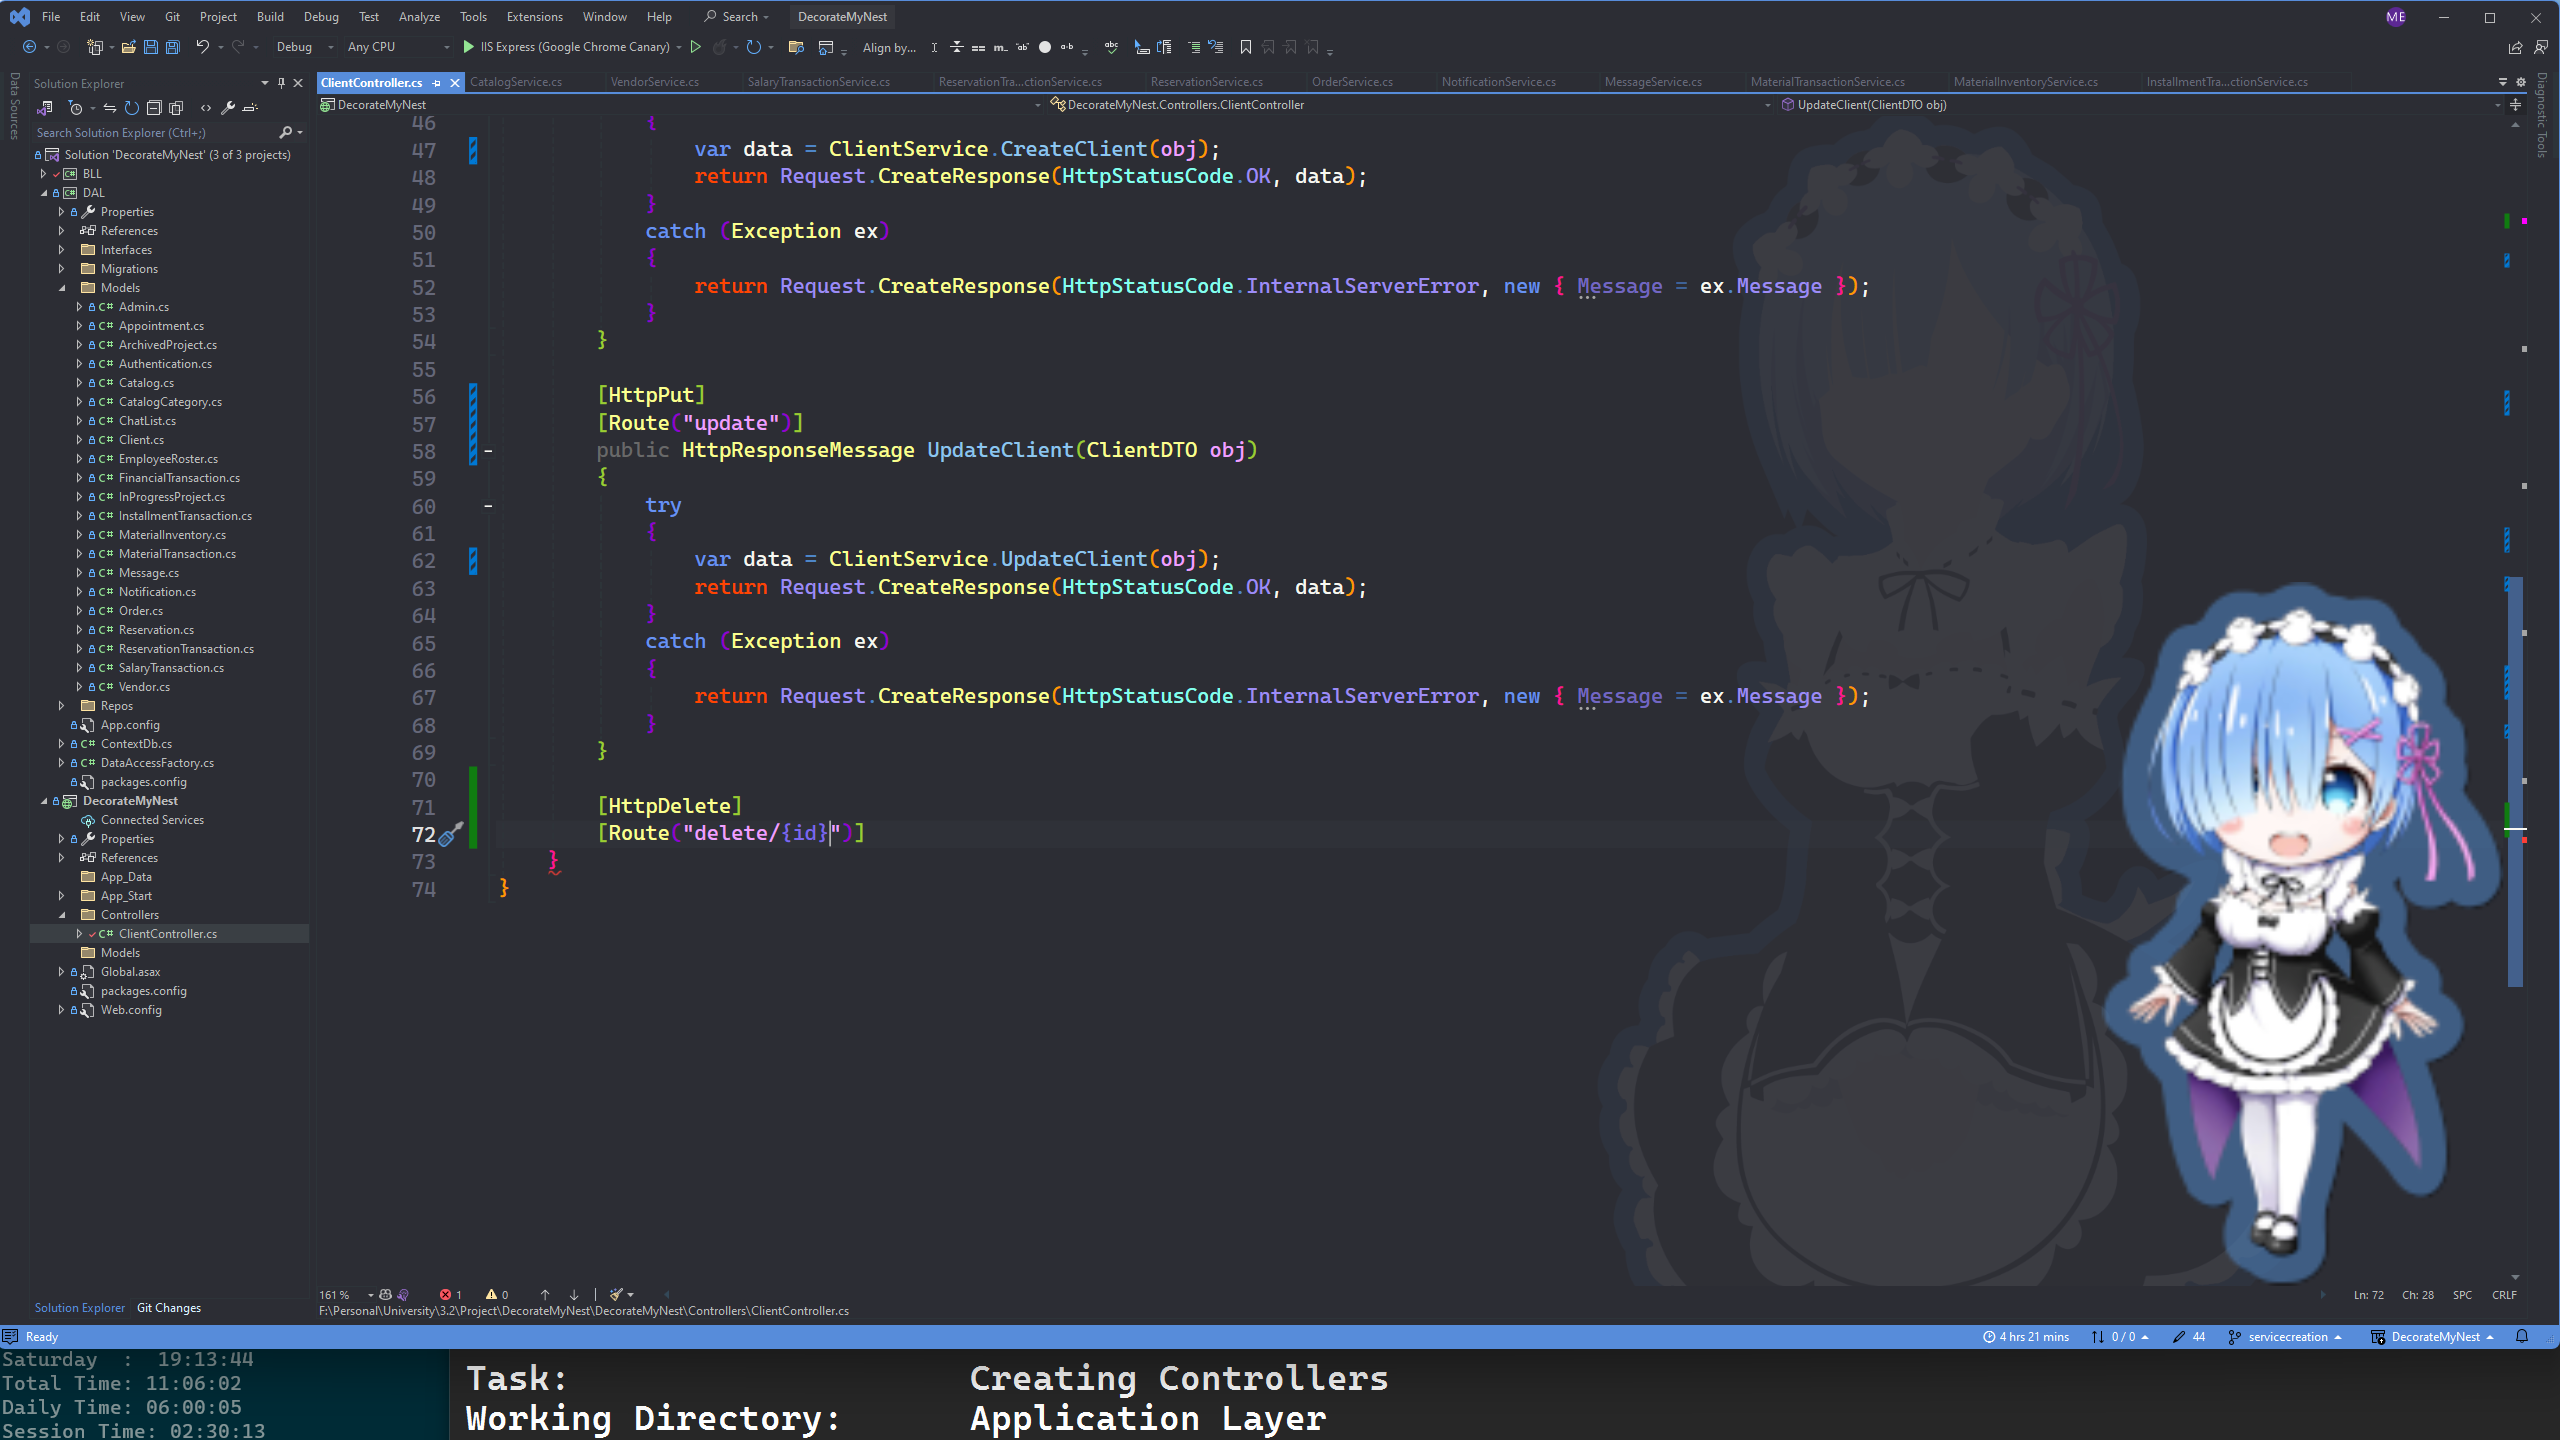 File Edit View Git Project Build Debug Test Analyze Tools Extensions Window Help Search DecorateMyNest ME
Debug Any CPU IIS Express (Google Chrome Canary) Align by...
Solution Explorer
ClientController.cs CatalogService.cs VendorService.cs SalaryTransactionService.cs ReservationTra...ctionService.cs ReservationService.cs OrderService.cs NotificationService.cs MessageService.cs MaterialTransactionService.cs MaterialInventoryService.cs InstallmentTra...ctionService.cs
DecorateMyNest DecorateMyNest.Controllers.ClientController UpdateClient(ClientDTO obj)
Data Sources
Diagnostic Tools
Search Solution Explorer (Ctrl+;)
Solution 'DecorateMyNest' (3 of 3 projects)
BLL
DAL
Properties
References
Interfaces
Migrations
Models
C# Admin.cs
C# Appointment.cs
C# ArchivedProject.cs
C# Authentication.cs
C# Catalog.cs
C# CatalogCategory.cs
C# ChatList.cs
C# Client.cs
C# EmployeeRoster.cs
C# FinancialTransaction.cs
C# InProgressProject.cs
C# InstallmentTransaction.cs
C# MaterialInventory.cs
C# MaterialTransaction.cs
C# Message.cs
C# Notification.cs
C# Order.cs
C# Reservation.cs
C# ReservationTransaction.cs
C# SalaryTransaction.cs
C# Vendor.cs
Repos
App.config
C# ContextDb.cs
C# DataAccessFactory.cs
packages.config
DecorateMyNest
Connected Services
Properties
References
App_Data
App_Start
Controllers
C# ClientController.cs
Models
Global.asax
packages.config
Web.config
Solution Explorer Git Changes
46 {
47 var data = ClientService.CreateClient(obj);
48 return Request.CreateResponse(HttpStatusCode.OK, data);
49 }
50 catch (Exception ex)
51 {
52 return Request.CreateResponse(HttpStatusCode.InternalServerError, new { Message = ex.Message });
53 }
54 }
55
56 [HttpPut]
57 [Route("update")]
58 public HttpResponseMessage UpdateClient(ClientDTO obj)
59 {
60 try
61 {
62 var data = ClientService.UpdateClient(obj);
63 return Request.CreateResponse(HttpStatusCode.OK, data);
64 }
65 catch (Exception ex)
66 {
67 return Request.CreateResponse(HttpStatusCode.InternalServerError, new { Message = ex.Message });
68 }
69 }
70
71 [HttpDelete]
72 [Route("delete/{id}")]
73 }
74 }
161 % 1 0 Ln: 72 Ch: 28 SPC CRLF
F:\Personal\University\3.2\Project\DecorateMyNest\DecorateMyNest\Controllers\ClientController.cs
Ready 4 hrs 21 mins 0 / 0 44 servicecreation DecorateMyNest
Saturday : 19:13:44
Total Time: 11:06:02
Daily Time: 06:00:05
Session Time: 02:30:13
Task: Creating Controllers
Working Directory: Application Layer